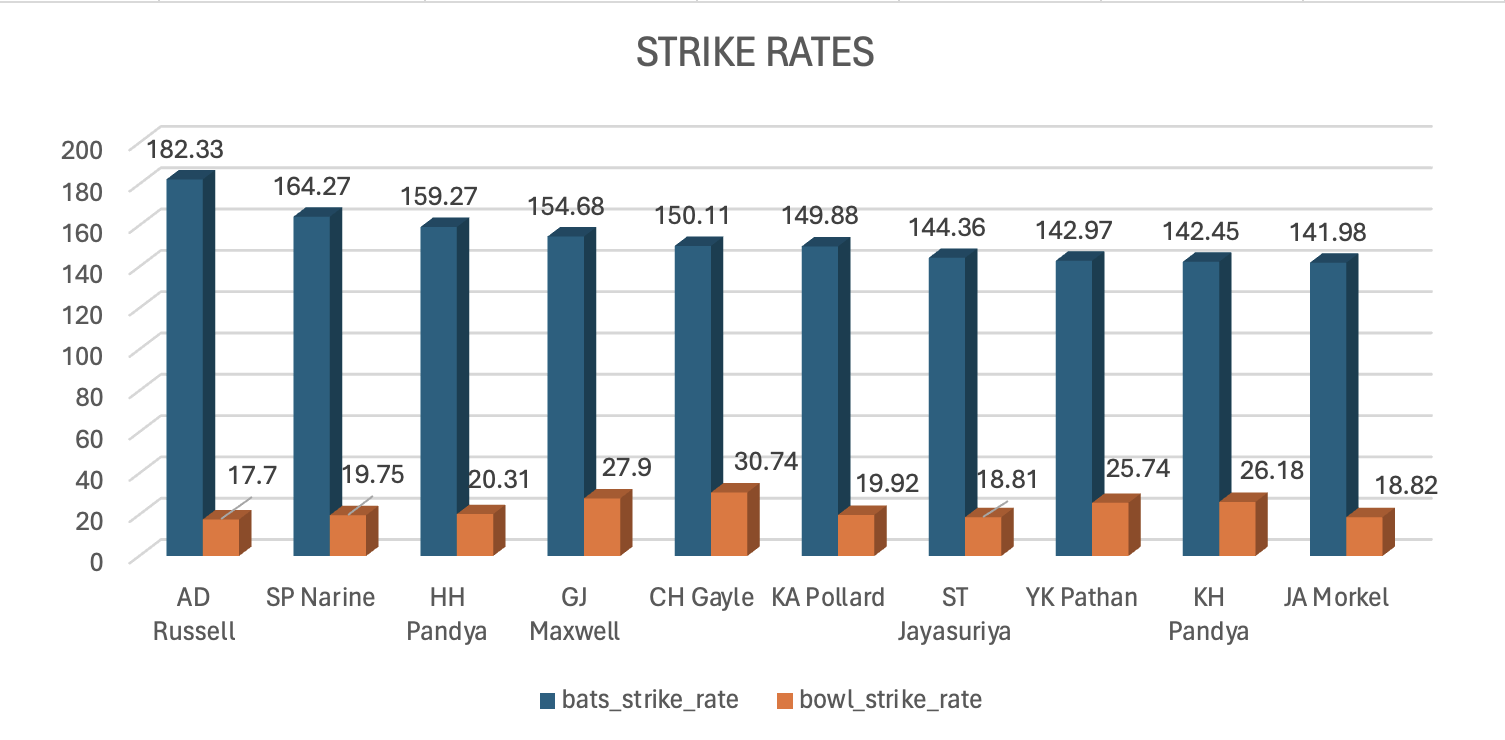 STRIKE RATES
200
180
160
140
120
100
80
60
40
20
0
182.33
164.27
159.27
154.68
150.11
149.88
144.36
142.97
142.45
141.98
17.7
19.75
20.31
27.9
30.74
19.92
18.81
25.74
26.18
18.82
AD
Russell
SP Narine
HH
Pandya
GJ
Maxwell
CH Gayle
KA Pollard
ST
Jayasuriya
YK Pathan
KH
Pandya
JA Morkel
bats_strike_rate
bowl_strike_rate